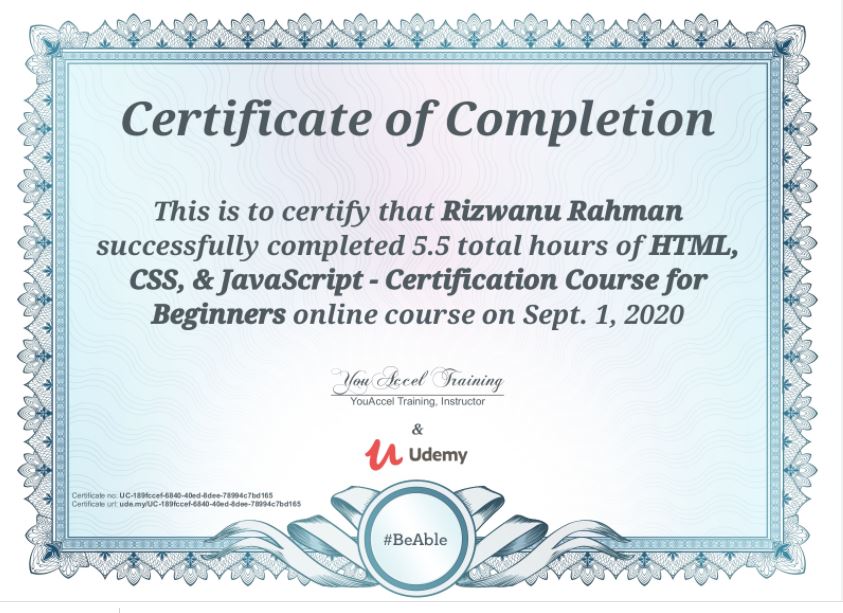 Certificate of Completion
This is to certify that Rizwanu Rahman
successfully completed 5.5 total hours of HTML,
CSS, & JavaScript - Certification Course for
Beginners online course on Sept. 1, 2020
You Accel Training
YouAccel Training, Instructor
&
Udemy
Certificate no: UC-189fccef-6840-40ed-8dee-78994c7bd165
Certificate url: ude.my/UC-189fccef-6840-40ed-8dee-78994c7bd165
#BeAble